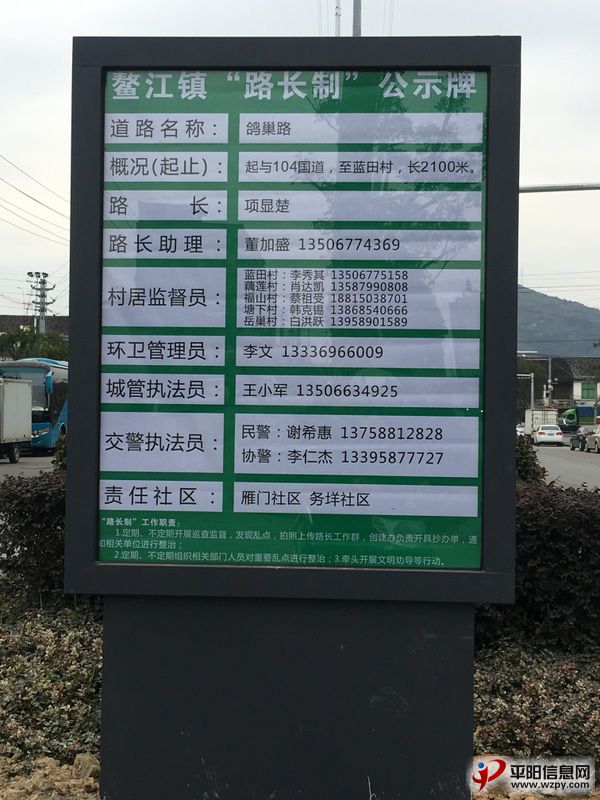 鳌江镇“路长制”公示牌
道路名称： 鸽巢路
概况(起止)： 起与104国道，至蓝田村，长2100米。
路长： 项显楚
路长助理： 董加盛 13506774369
村居监督员：
蓝田村：李秀其 13506775158
藕莲村：肖达凯 13587990808
福山村：蔡祖受 18815038701
塘下村：韩克锡 13868540666
岳巢村：白洪跃 13958901589
环卫管理员： 李文 13336966009
城管执法员： 王小军 13506634925
交警执法员：
民警：谢希惠 13758812828
协警：李仁杰 13395877727
责任社区： 雁门社区 务垟社区
“路长制”工作职责：
1.定期、不定期开展巡查监督，发现乱点，拍照上传路长工作群，创建办负责开具抄办单，通
知相关单位进行整治；
2.定期、不定期组织相关部门人员对重要乱点进行整治；3.牵头开展文明劝导等行动。
平阳信息网
www.wzpy.com